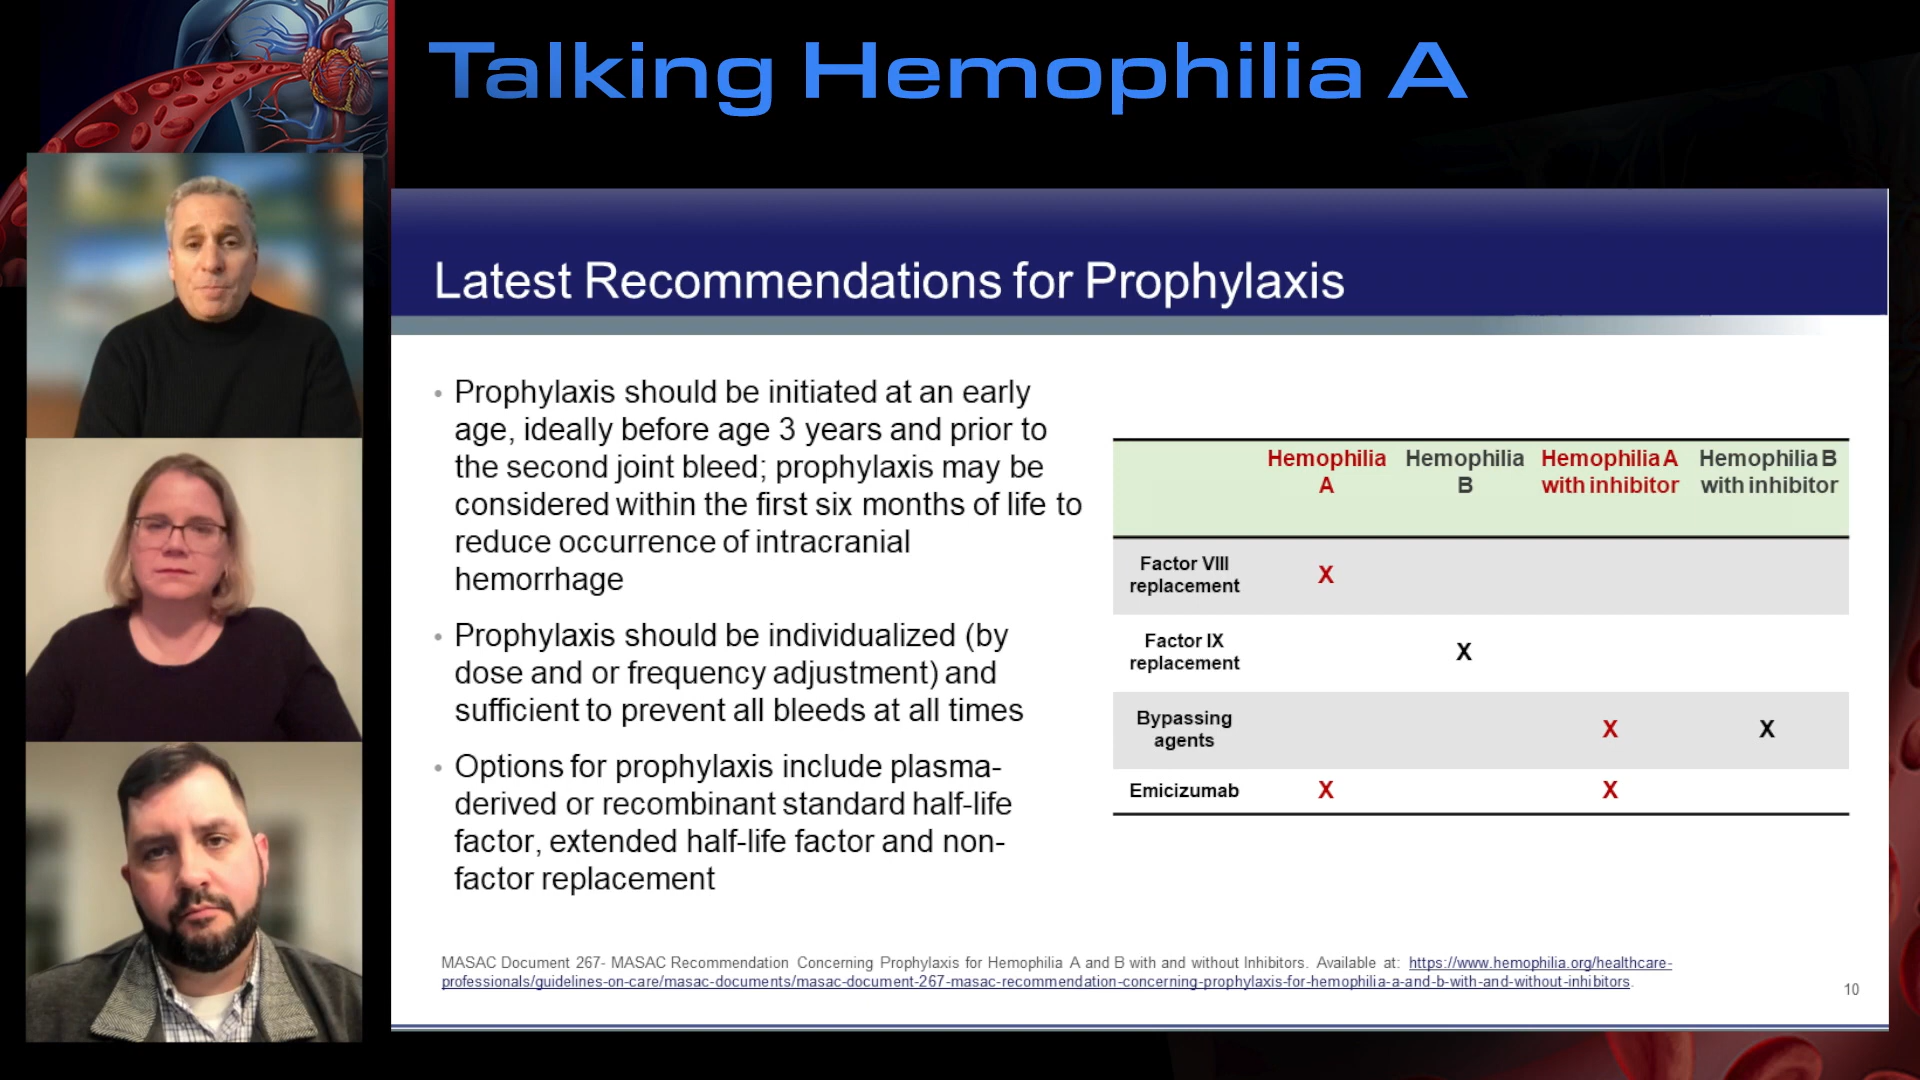 Talking Hemophilia A
Latest Recommendations for Prophylaxis
• Prophylaxis should be initiated at an early
age, ideally before age 3 years and prior to
the second joint bleed; prophylaxis may be
considered within the first six months of life to
reduce occurrence of intracranial
hemorrhage
• Prophylaxis should be individualized (by
dose and or frequency adjustment) and
sufficient to prevent all bleeds at all times
• Options for prophylaxis include plasma-
derived or recombinant standard half-life
factor, extended half-life factor and non-
factor replacement
Hemophilia A Hemophilia B Hemophilia A with inhibitor Hemophilia B with inhibitor
Factor VIII replacement X
Factor IX replacement X
Bypassing agents X X
Emicizumab X X
MASAC Document 267- MASAC Recommendation Concerning Prophylaxis for Hemophilia A and B with and without Inhibitors. Available at: https://www.hemophilia.org/healthcare-
professionals/guidelines-on-care/masac-documents/masac-document-267-masac-recommendation-concerning-prophylaxis-for-hemophilia-a-and-b-with-and-without-inhibitors.
10